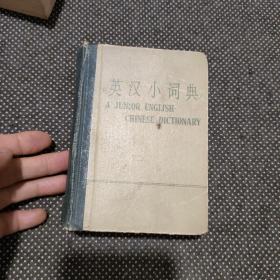 英汉小词典
A JUNIOR ENGLISH-
CHINESE DICTIONARY